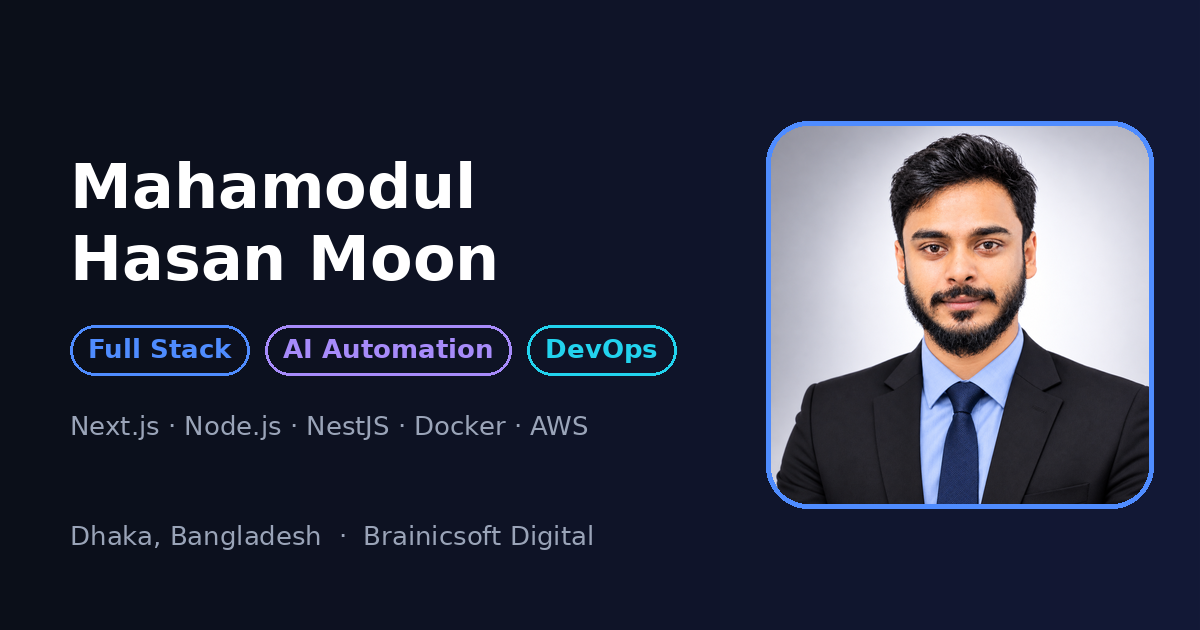 Mahamodul
Hasan Moon
Full Stack AI Automation DevOps
Next.js · Node.js · NestJS · Docker · AWS
Dhaka, Bangladesh · Brainicsoft Digital